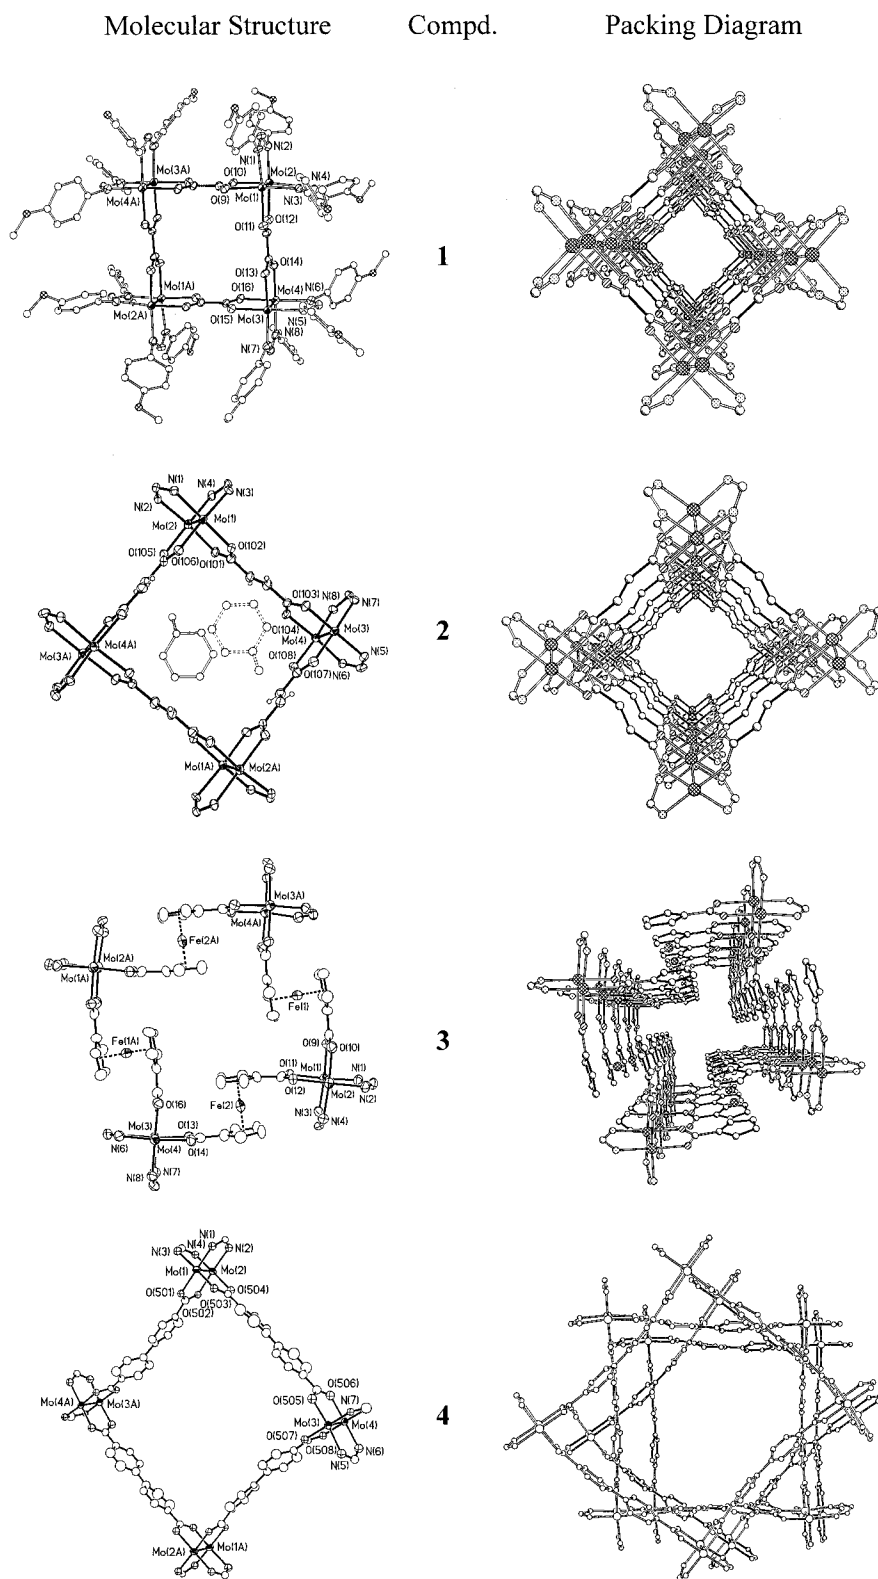 Molecular Structure Compd. Packing Diagram
N(1) N(2)
Mo(3A) O(10) Mo(2) N(4)
Mo(4A) O(9) Mo(1) N(3)
O(12)
O(11)
1
O(14)
O(13)
Mo(1A) O(16) Mo(4) N(6)
Mo(2A) O(15) Mo(3) N(5)
N(8)
N(7)
N(1) N(4) N(3)
N(2)
Mo(2) Mo(1)
O(105) O(106) O(101) O(102)
O(103) N(8) N(7)
O(104)
Mo(4) Mo(3)
2
Mo(3A) Mo(4A)
O(108) N(5)
O(107) N(6)
Mo(1A) Mo(2A)
Mo(3A)
Mo(4A)
Fe(2A)
Mo(2A)
Mo(1A)
Fe(1)
Fe(1A)
3
O(9) O(10)
O(11) Mo(1) N(1)
O(12) Mo(2) N(2)
O(16) Fe(2) N(3) N(4)
Mo(3) O(13)
N(6) Mo(4) O(14)
N(8) N(7)
N(1)
N(3) N(4) N(2)
Mo(1) Mo(2)
O(501) O(504)
O(502) O(503)
O(506)
O(505) N(7)
Mo(4A) Mo(3A) Mo(3) Mo(4)
4
O(507)
O(508) N(6)
N(5)
Mo(2A) Mo(1A)